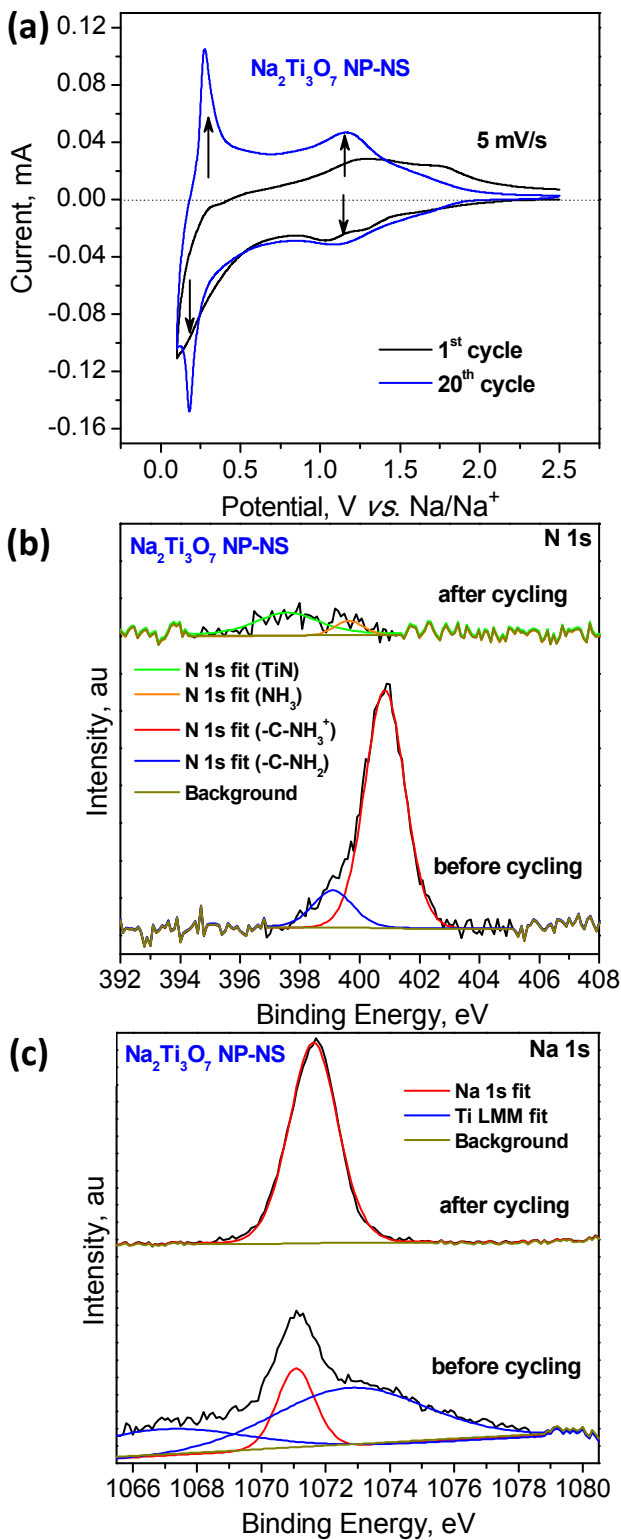 (a)
0.12
0.08
0.04
0.00
-0.04
-0.08
-0.12
-0.16
Current, mA
Na₂Ti₃O₇ NP-NS
5 mV/s
1ˢᵗ cycle
20ᵗʰ cycle
0.0 0.5 1.0 1.5 2.0 2.5
Potential, V vs. Na/Na⁺
(b)
Na₂Ti₃O₇ NP-NS
N 1s
after cycling
N 1s fit (TiN)
N 1s fit (NH₃)
N 1s fit (-C-NH₃⁺)
N 1s fit (-C-NH₂)
Background
before cycling
Intensity, au
392 394 396 398 400 402 404 406 408
Binding Energy, eV
(c)
Na₂Ti₃O₇ NP-NS
Na 1s
Na 1s fit
Ti LMM fit
Background
after cycling
before cycling
Intensity, au
1066 1068 1070 1072 1074 1076 1078 1080
Binding Energy, eV